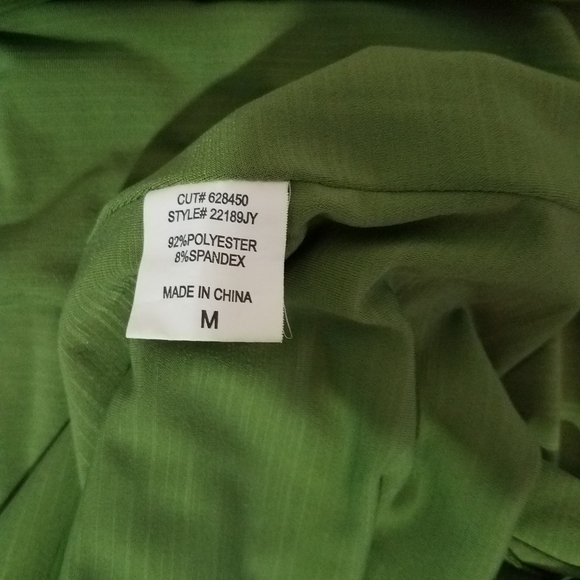 CUT# 628450
STYLE# 22189JY
92%POLYESTER
8%SPANDEX
MADE IN CHINA
M